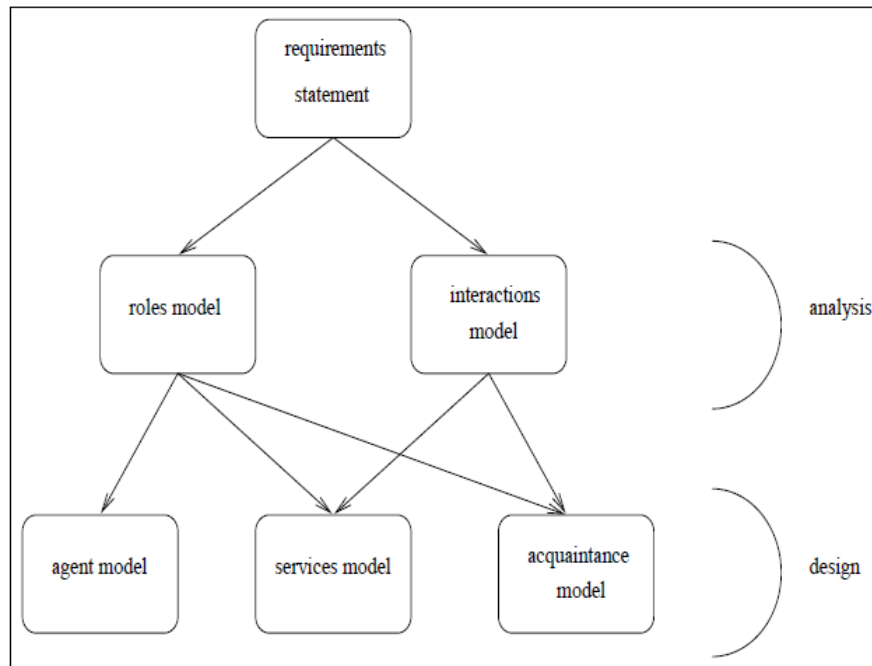 requirements
statement
roles model
interactions
model
analysis
agent model
services model
acquaintance
model
design